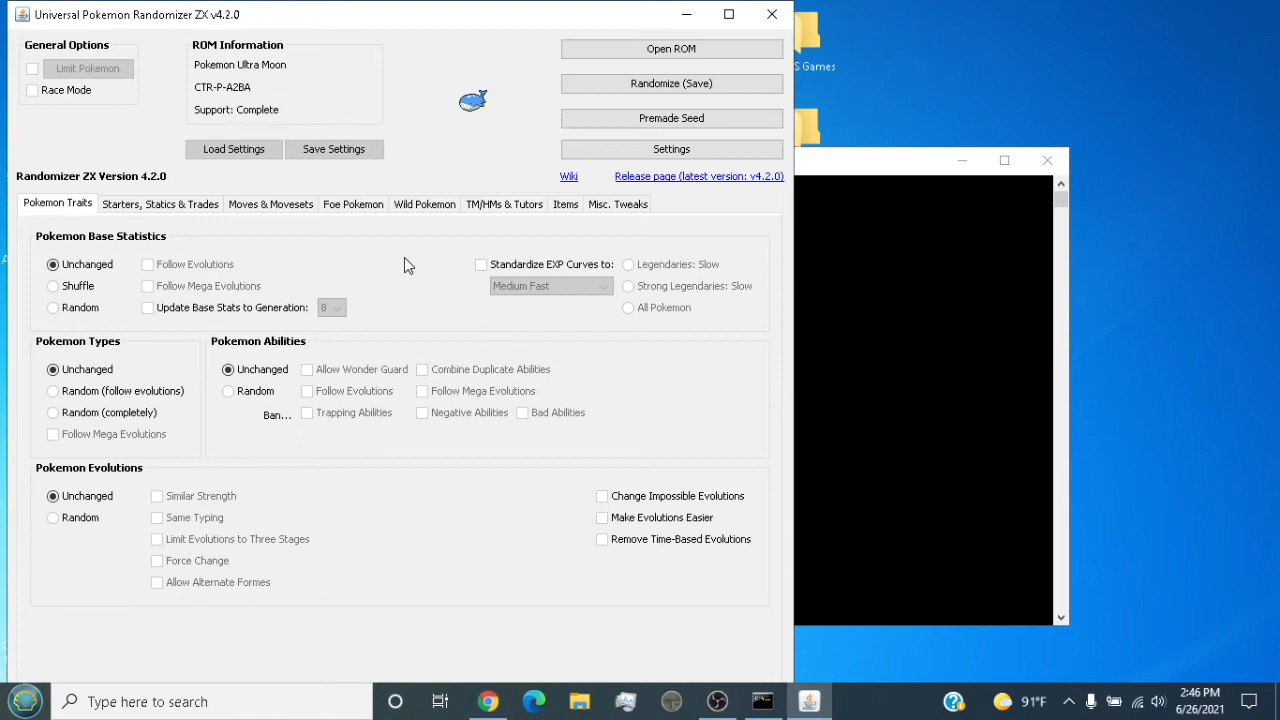 Universal Pokemon Randomizer ZX v4.2.0
General Options
Limit Pokemon
Race Mode
ROM Information
Pokemon Ultra Moon
CTR-P-A2BA
Support: Complete
Open ROM
Randomize (Save)
Premade Seed
Settings
Load Settings
Save Settings
Randomizer ZX Version 4.2.0
Wiki
Release page (latest version: v4.2.0)
Pokemon Traits
Starters, Statics & Trades
Moves & Movesets
Foe Pokemon
Wild Pokemon
TM/HMs & Tutors
Items
Misc. Tweaks
Pokemon Base Statistics
Unchanged
Follow Evolutions
Standardize EXP Curves to:
Legendaries: Slow
Shuffle
Follow Mega Evolutions
Medium Fast
Strong Legendaries: Slow
Random
Update Base Stats to Generation:
8
All Pokemon
Pokemon Types
Unchanged
Random (follow evolutions)
Random (completely)
Follow Mega Evolutions
Pokemon Abilities
Unchanged
Allow Wonder Guard
Combine Duplicate Abilities
Random
Follow Evolutions
Follow Mega Evolutions
Ban...
Trapping Abilities
Negative Abilities
Bad Abilities
Pokemon Evolutions
Unchanged
Similar Strength
Change Impossible Evolutions
Random
Same Typing
Make Evolutions Easier
Limit Evolutions to Three Stages
Remove Time-Based Evolutions
Force Change
Allow Alternate Formes
S Games
Type here to search
91°F
2:46 PM
6/26/2021